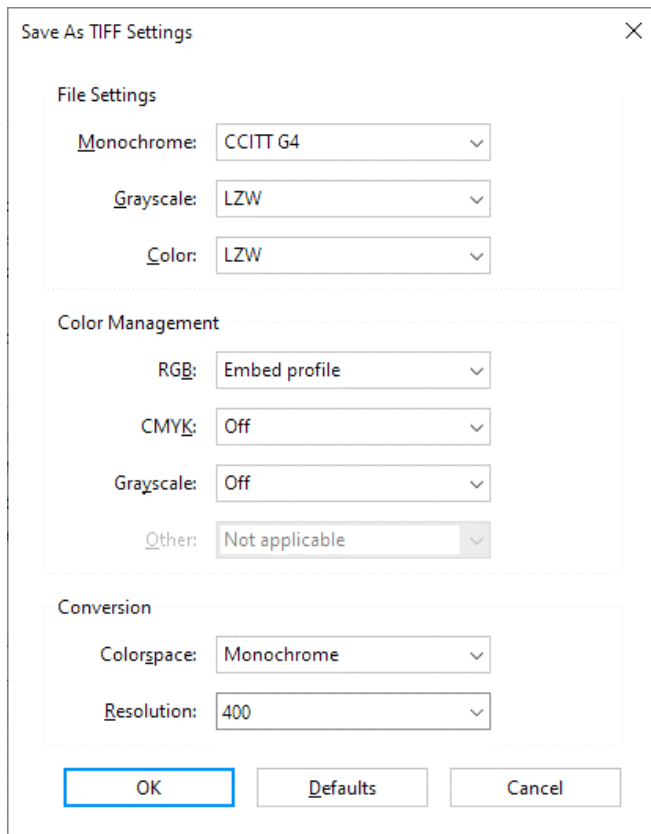 Save As TIFF Settings
File Settings
Monochrome: CCITT G4
Grayscale: LZW
Color: LZW
Color Management
RGB: Embed profile
CMYK: Off
Grayscale: Off
Other: Not applicable
Conversion
Colorspace: Monochrome
Resolution: 400
OK Defaults Cancel